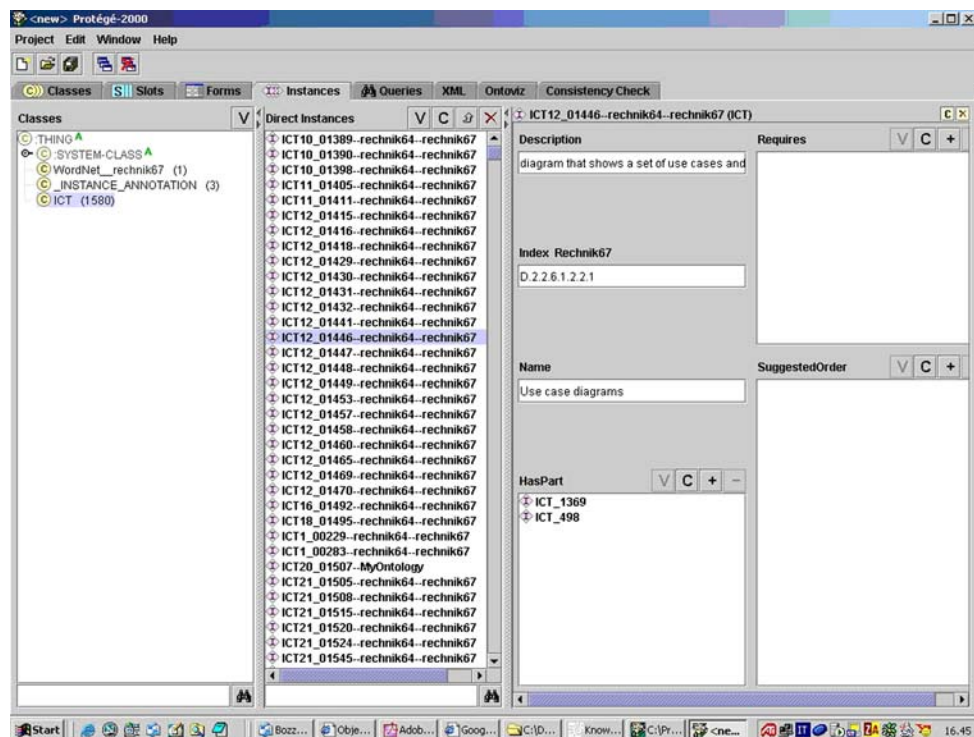 <new> Protégé-2000
Project Edit Window Help
Classes Slots Forms Instances Queries XML Ontoviz Consistency Check
Classes V
:THING A
:SYSTEM-CLASS A
WordNet__rechnik67 (1)
_INSTANCE_ANNOTATION (3)
ICT (1580)
Direct Instances V C X
ICT10_01389--rechnik64--rechnik67
ICT10_01390--rechnik64--rechnik67
ICT10_01398--rechnik64--rechnik67
ICT11_01405--rechnik64--rechnik67
ICT11_01411--rechnik64--rechnik67
ICT12_01415--rechnik64--rechnik67
ICT12_01416--rechnik64--rechnik67
ICT12_01418--rechnik64--rechnik67
ICT12_01429--rechnik64--rechnik67
ICT12_01430--rechnik64--rechnik67
ICT12_01431--rechnik64--rechnik67
ICT12_01432--rechnik64--rechnik67
ICT12_01441--rechnik64--rechnik67
ICT12_01446--rechnik64--rechnik67
ICT12_01447--rechnik64--rechnik67
ICT12_01448--rechnik64--rechnik67
ICT12_01449--rechnik64--rechnik67
ICT12_01453--rechnik64--rechnik67
ICT12_01457--rechnik64--rechnik67
ICT12_01458--rechnik64--rechnik67
ICT12_01460--rechnik64--rechnik67
ICT12_01465--rechnik64--rechnik67
ICT12_01469--rechnik64--rechnik67
ICT12_01470--rechnik64--rechnik67
ICT16_01492--rechnik64--rechnik67
ICT18_01495--rechnik64--rechnik67
ICT1_00229--rechnik64--rechnik67
ICT1_00283--rechnik64--rechnik67
ICT20_01507--MyOntology
ICT21_01505--rechnik64--rechnik67
ICT21_01508--rechnik64--rechnik67
ICT21_01515--rechnik64--rechnik67
ICT21_01520--rechnik64--rechnik67
ICT21_01524--rechnik64--rechnik67
ICT21_01545--rechnik64--rechnik67
ICT12_01446--rechnik64--rechnik67 (ICT) C X
Description
diagram that shows a set of use cases and
Index Rechnik67
D.2.2.6.1.2.2.1
Name
Use case diagrams
HasPart V C + -
ICT_1369
ICT_498
Requires V C +
SuggestedOrder V C +
Start Bozz... Obje... Adob... Goog... C:\D... Know... C:\Pr... <ne... 16.45